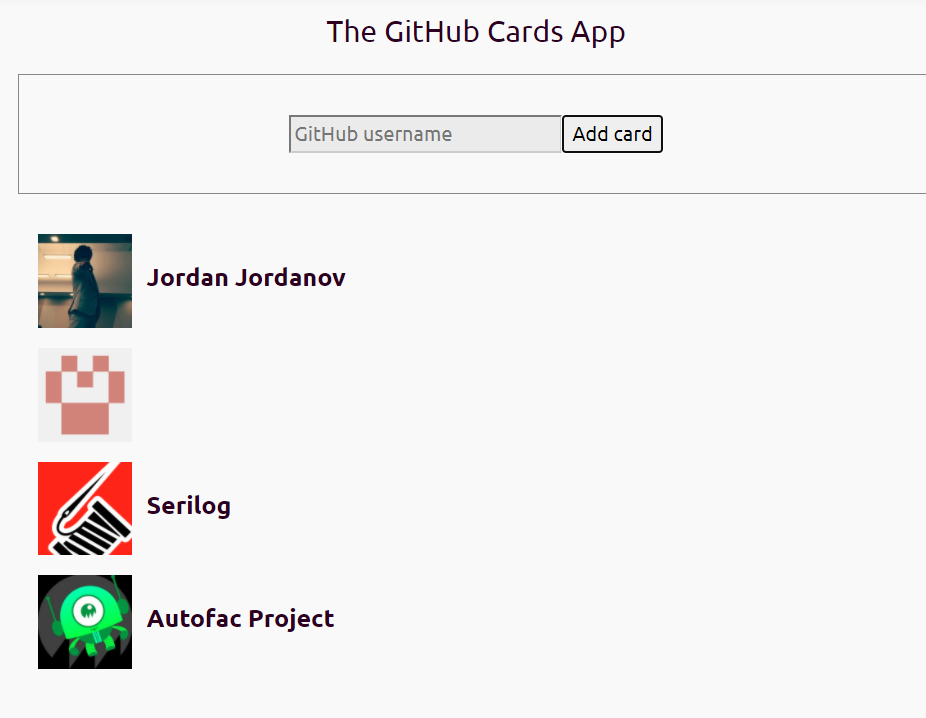 The GitHub Cards App
GitHub username Add card
Jordan Jordanov
Serilog
Autofac Project